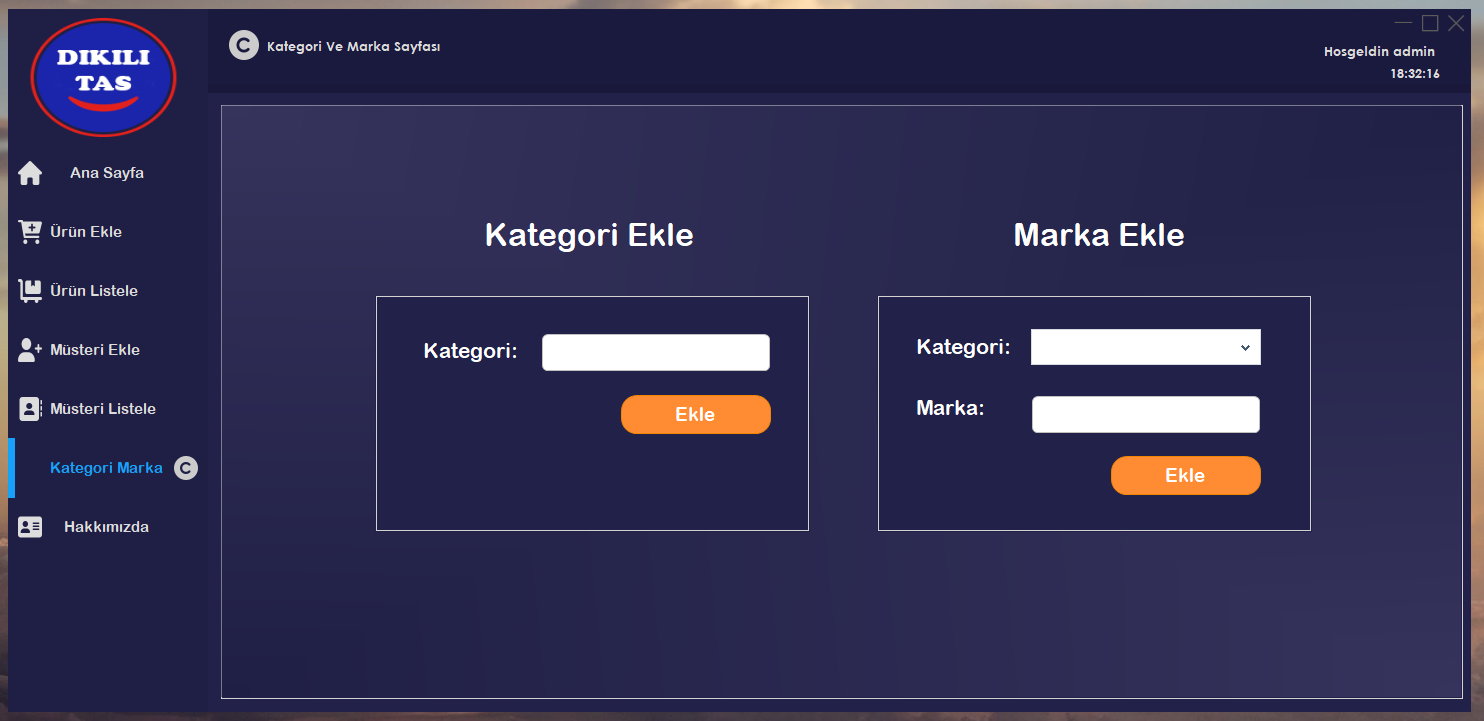 DIKILI
TAS
C Kategori Ve Marka Sayfası
Hosgeldin admin
18:32:16
Ana Sayfa
Ürün Ekle
Ürün Listele
Müsteri Ekle
Müsteri Listele
Kategori Marka C
Hakkımızda
Kategori Ekle
Kategori:
Ekle
Marka Ekle
Kategori:
Marka:
Ekle